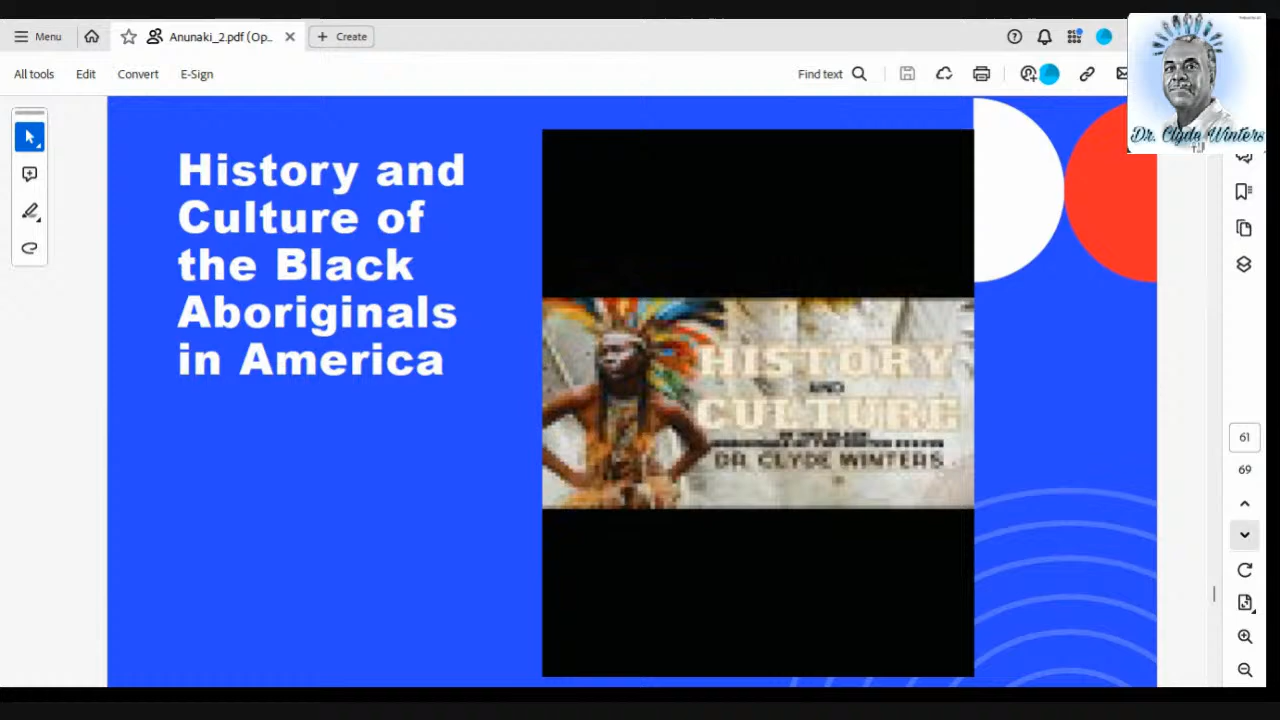 Menu
Anunaki_2.pdf (Op...
Create
All tools
Edit
Convert
E-Sign
Find text
Dr. Clyde Winters
History and
Culture of
the Black
Aboriginals
in America
HISTORY
AND
CULTURE
DR. CLYDE WINTERS
61
69